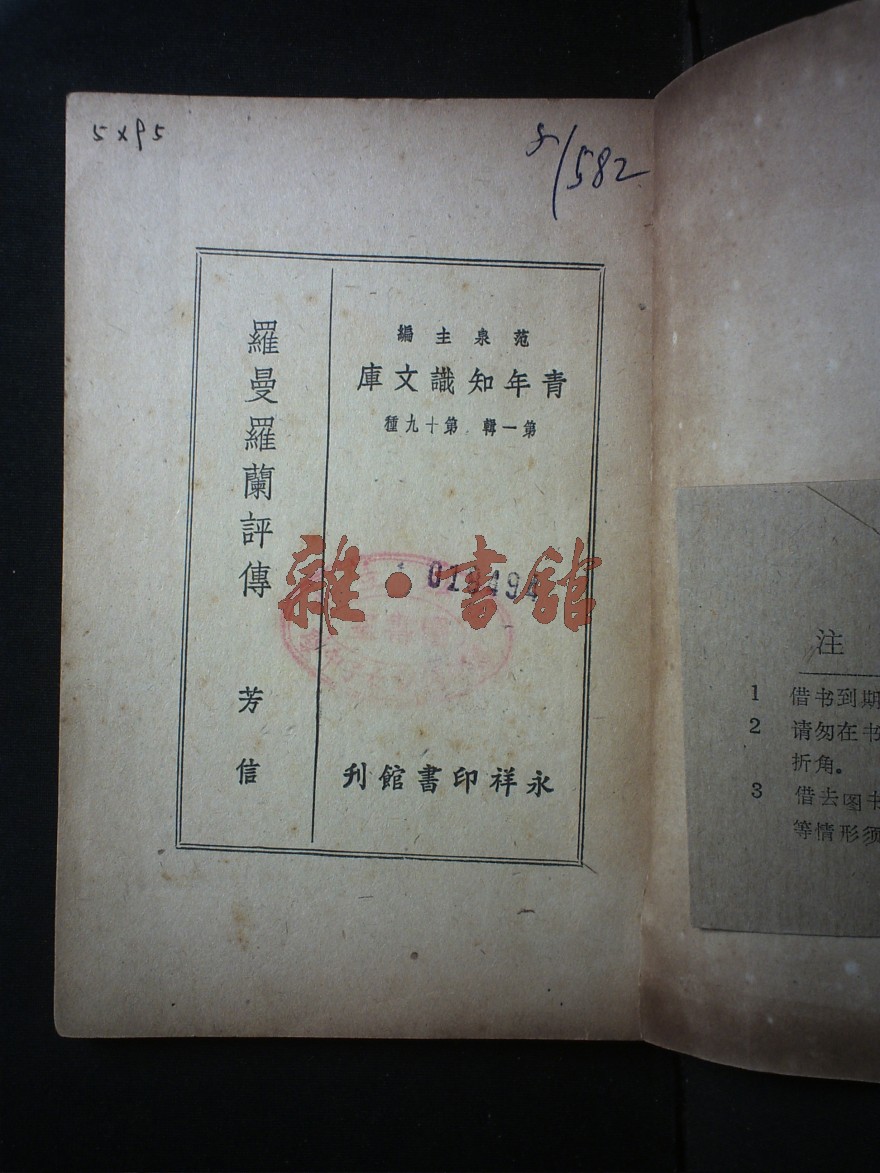 5×95
8/582
范泉主編
青年知識文庫
第一輯 第十九種
永祥印書館刊
羅曼羅蘭評傳 芳信
雜·書館
注
1 借书到期
2 请勿在书
折角。
3 借去图书
等情形须